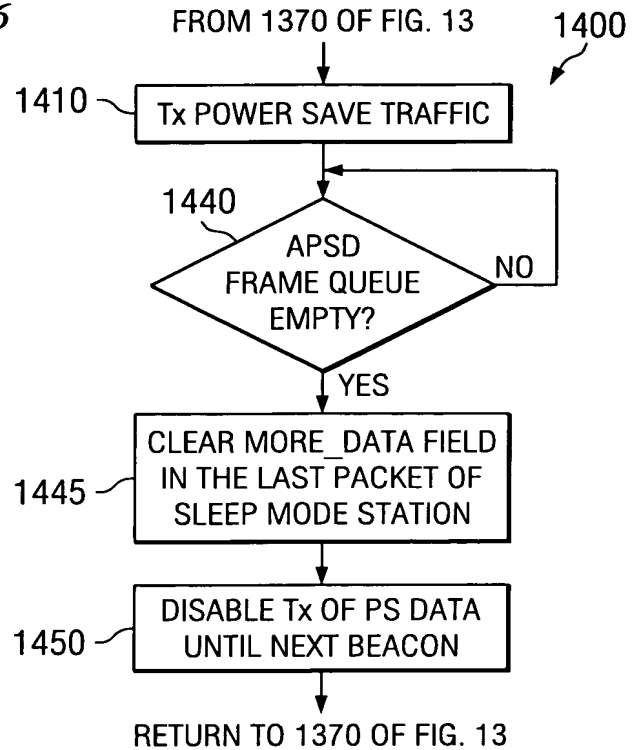 6
FROM 1370 OF FIG. 13
1400
1410
Tx POWER SAVE TRAFFIC
1440
APSD
FRAME QUEUE
EMPTY?
NO
YES
1445
CLEAR MORE_DATA FIELD
IN THE LAST PACKET OF
SLEEP MODE STATION
1450
DISABLE Tx OF PS DATA
UNTIL NEXT BEACON
RETURN TO 1370 OF FIG. 13